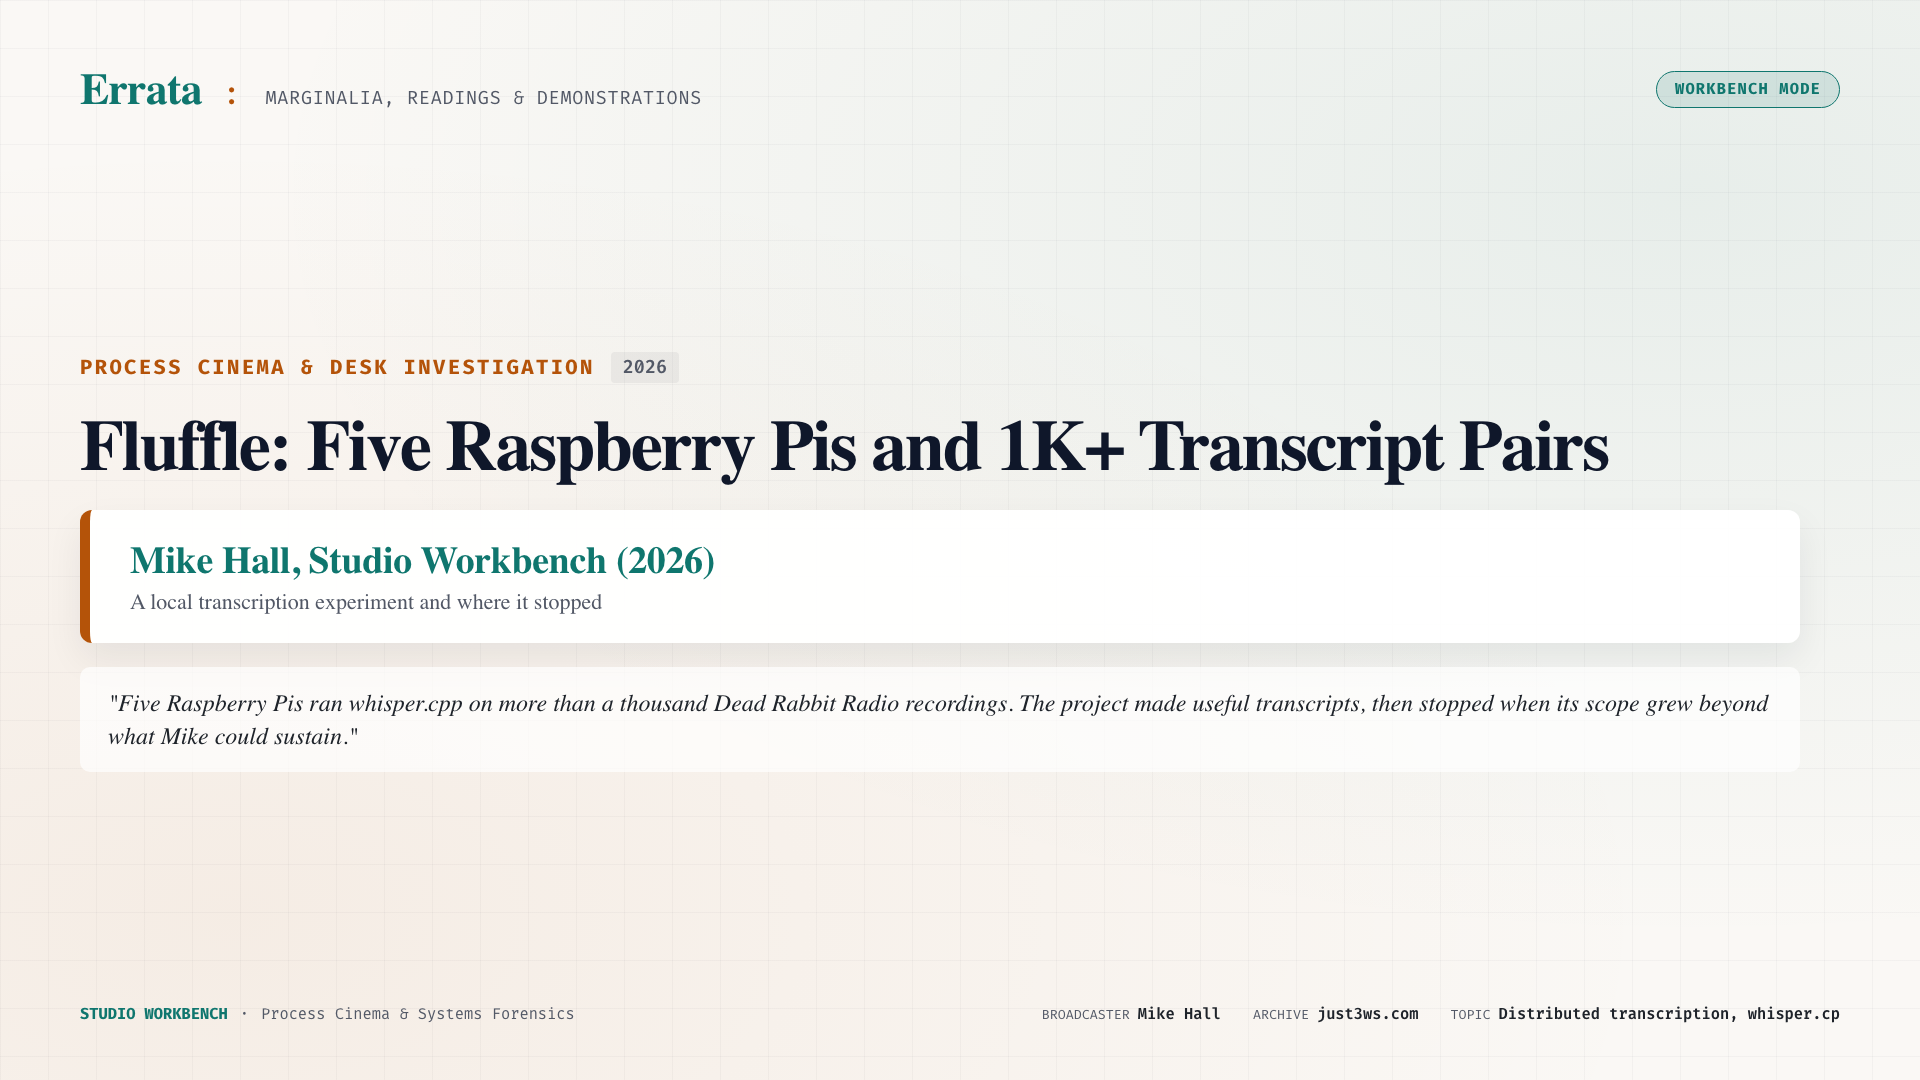 Errata : MARGINALIA, READINGS & DEMONSTRATIONS
WORKBENCH MODE
PROCESS CINEMA & DESK INVESTIGATION 2026
Fluffle: Five Raspberry Pis and 1K+ Transcript Pairs
Mike Hall, Studio Workbench (2026)
A local transcription experiment and where it stopped
"Five Raspberry Pis ran whisper.cpp on more than a thousand Dead Rabbit Radio recordings. The project made useful transcripts, then stopped when its scope grew beyond
what Mike could sustain."
STUDIO WORKBENCH · Process Cinema & Systems Forensics
BROADCASTER Mike Hall ARCHIVE just3ws.com TOPIC Distributed transcription, whisper.cp